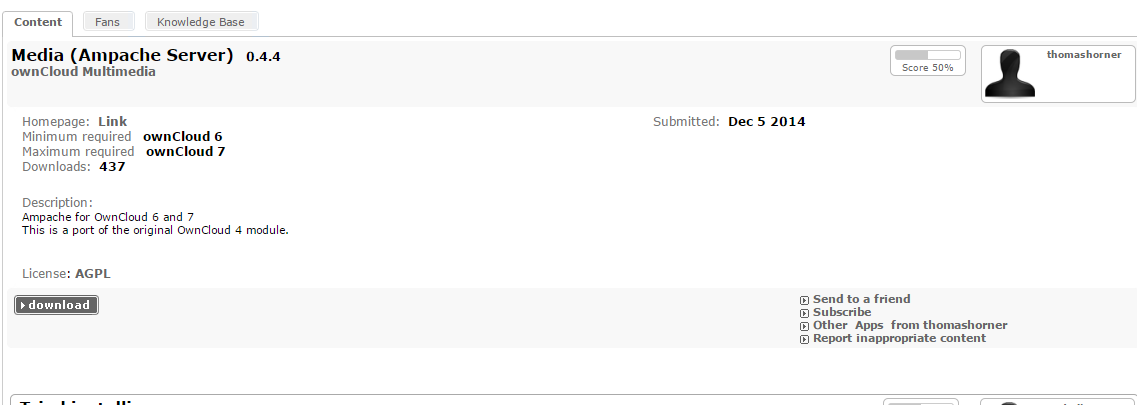 Content Fans Knowledge Base
Media (Ampache Server) 0.4.4
ownCloud Multimedia
Score 50%
thomashorner
Homepage: Link
Minimum required ownCloud 6
Maximum required ownCloud 7
Downloads: 437
Submitted: Dec 5 2014
Description:
Ampache for OwnCloud 6 and 7
This is a port of the original OwnCloud 4 module.
License: AGPL
download
Send to a friend
Subscribe
Other Apps from thomashorner
Report inappropriate content